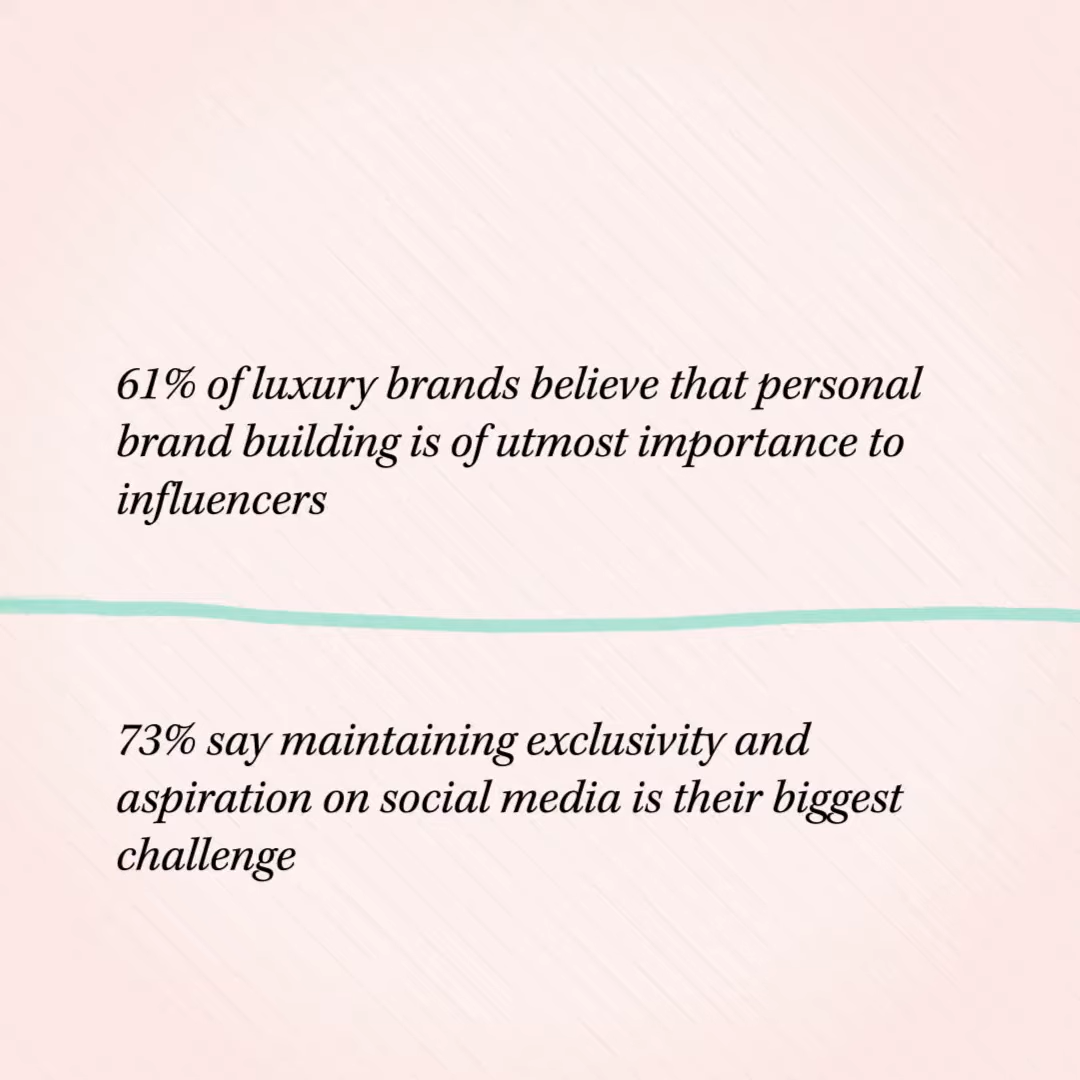 61% of luxury brands believe that personal
brand building is of utmost importance to
influencers
73% say maintaining exclusivity and
aspiration on social media is their biggest
challenge